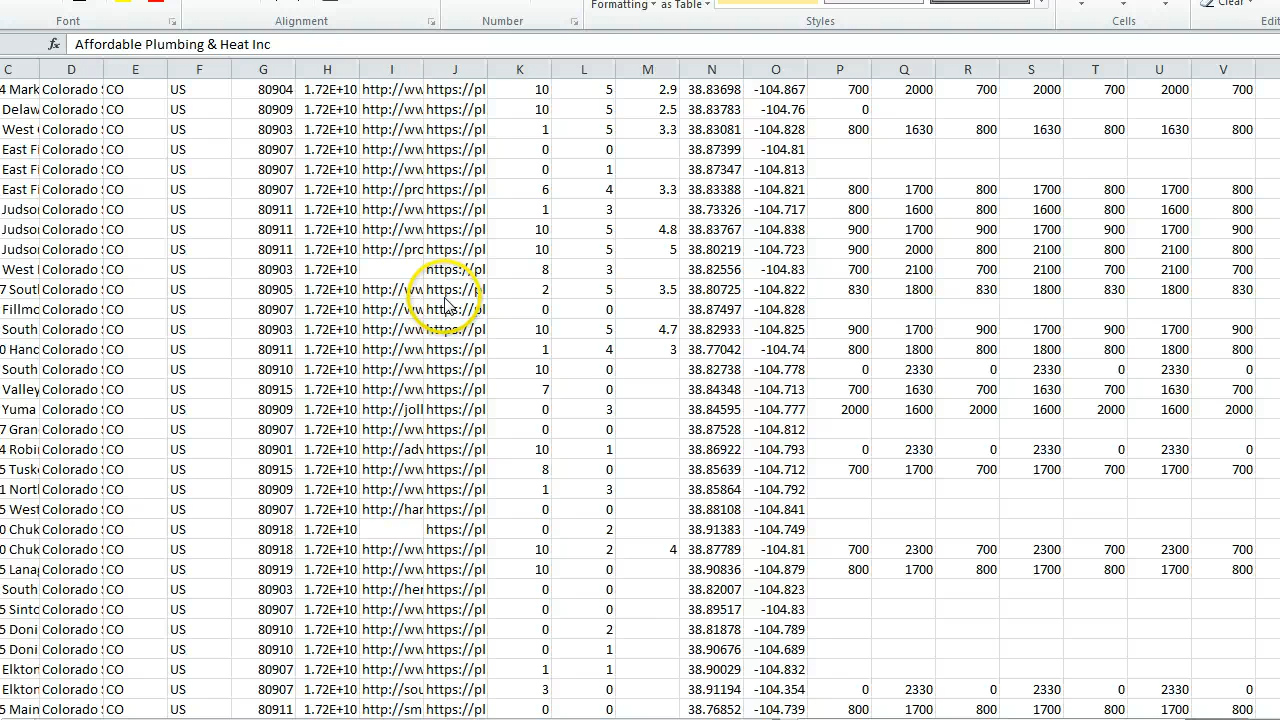 Formatting as Table Clear
Font Alignment Number Styles Cells
fx Affordable Plumbing & Heat Inc
C D E F G H I J K L M N O P Q R S T U V
4 Mark Colorado S CO US 80904 1.72E+10 http://ww https://pl 10 5 2.9 38.83698 -104.867 700 2000 700 2000 700 2000 700
Delaw Colorado S CO US 80909 1.72E+10 http://ww https://pl 10 5 2.5 38.83783 -104.76 0
West Colorado S CO US 80903 1.72E+10 http://ww https://pl 1 5 3.3 38.83081 -104.828 800 1630 800 1630 800 1630 800
East Fi Colorado S CO US 80907 1.72E+10 http://ww https://pl 0 0 38.87399 -104.81
East Fi Colorado S CO US 80907 1.72E+10 http://ww https://pl 0 1 38.87347 -104.813
East Fi Colorado S CO US 80907 1.72E+10 http://pro https://pl 6 4 3.3 38.83388 -104.821 800 1700 800 1700 800 1700 800
Judso Colorado S CO US 80911 1.72E+10 http://ww https://pl 1 3 38.73326 -104.717 800 1600 800 1600 800 1600 800
Judso Colorado S CO US 80911 1.72E+10 http://ww https://pl 10 5 4.8 38.83767 -104.838 900 1700 900 1700 900 1700 900
Judso Colorado S CO US 80911 1.72E+10 http://pro https://pl 10 5 5 38.80219 -104.723 900 2000 800 2100 800 2100 800
West Colorado S CO US 80903 1.72E+10 https://pl 8 3 38.82556 -104.83 700 2100 700 2100 700 2100 700
7 South Colorado S CO US 80905 1.72E+10 http://ww https://pl 2 5 3.5 38.80725 -104.822 830 1800 830 1800 830 1800 830
Fillmo Colorado S CO US 80907 1.72E+10 http://ww https://pl 0 0 38.87497 -104.828
South Colorado S CO US 80903 1.72E+10 http://ww https://pl 10 5 4.7 38.82933 -104.825 900 1700 900 1700 900 1700 900
0 Hanc Colorado S CO US 80911 1.72E+10 http://ww https://pl 1 4 3 38.77042 -104.74 800 1800 800 1800 800 1800 800
South Colorado S CO US 80910 1.72E+10 http://ww https://pl 10 0 38.82738 -104.778 0 2330 0 2330 0 2330 0
Valley Colorado S CO US 80915 1.72E+10 http://ww https://pl 7 0 38.84348 -104.713 700 1630 700 1630 700 1630 700
Yuma Colorado S CO US 80909 1.72E+10 http://joll https://pl 0 3 38.84595 -104.777 2000 1600 2000 1600 2000 1600 2000
7 Gran Colorado S CO US 80907 1.72E+10 http://ww https://pl 0 0 38.87528 -104.812
4 Robi Colorado S CO US 80901 1.72E+10 http://adv https://pl 10 1 38.86922 -104.793 0 2330 0 2330 0 2330 0
5 Tusk Colorado S CO US 80915 1.72E+10 http://ww https://pl 8 0 38.85639 -104.712 700 1700 700 1700 700 1700 700
1 Nort Colorado S CO US 80909 1.72E+10 http://ww https://pl 1 3 38.85864 -104.792
5 West Colorado S CO US 80907 1.72E+10 http://har https://pl 0 0 38.88108 -104.841
0 Chuk Colorado S CO US 80918 1.72E+10 https://pl 0 2 38.91383 -104.749
0 Chuk Colorado S CO US 80918 1.72E+10 http://ww https://pl 10 2 4 38.87789 -104.81 700 2300 700 2300 700 2300 700
5 Lana Colorado S CO US 80919 1.72E+10 http://ww https://pl 10 0 38.90836 -104.879 800 1700 800 1700 800 1700 800
South Colorado S CO US 80903 1.72E+10 http://her https://pl 0 0 38.82007 -104.823
5 Sinto Colorado S CO US 80907 1.72E+10 http://ww https://pl 0 0 38.89517 -104.83
5 Doni Colorado S CO US 80910 1.72E+10 http://ww https://pl 0 2 38.81878 -104.789
5 Doni Colorado S CO US 80910 1.72E+10 http://ww https://pl 0 1 38.90676 -104.689
Elkton Colorado S CO US 80907 1.72E+10 http://ww https://pl 1 1 38.90029 -104.832
Elkton Colorado S CO US 80907 1.72E+10 http://sou https://pl 3 0 38.91194 -104.354 0 2330 0 2330 0 2330 0
5 Main Colorado S CO US 80911 1.72E+10 http://sm https://pl 0 0 38.76852 -104.739 800 1700 800 1700 800 1700 800